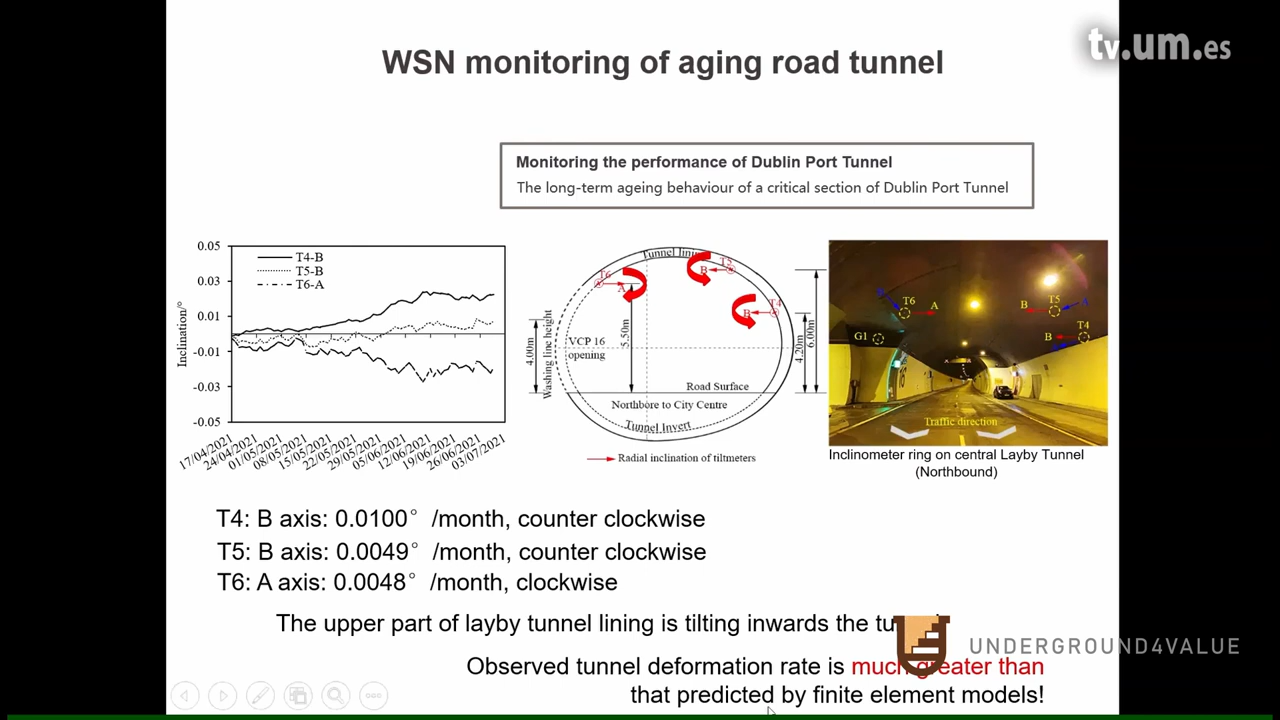 WSN monitoring of aging road tunnel
tv.um.es
Monitoring the performance of Dublin Port Tunnel
The long-term ageing behaviour of a critical section of Dublin Port Tunnel
Inclination/°
0.05
0.03
0.01
-0.01
-0.03
-0.05
T4-B
T5-B
T6-A
17/04/2021
24/04/2021
01/05/2021
08/05/2021
15/05/2021
22/05/2021
29/05/2021
05/06/2021
12/06/2021
19/06/2021
26/06/2021
03/07/2021
Tunnel lining
T6
A
B
T5
B
T4
4.00m
Washing line height
VCP 16
opening
5.50m
4.20m
6.00m
Road Surface
Northbore to City Centre
Tunnel Invert
Radial inclination of tiltmeters
T6
A
B
T5
A
B
T4
G1
Traffic direction
Inclinometer ring on central Layby Tunnel
(Northbound)
T4: B axis: 0.0100° /month, counter clockwise
T5: B axis: 0.0049° /month, counter clockwise
T6: A axis: 0.0048° /month, clockwise
The upper part of layby tunnel lining is tilting inwards the
UNDERGROUND4VALUE
Observed tunnel deformation rate is much greater than
that predicted by finite element models!